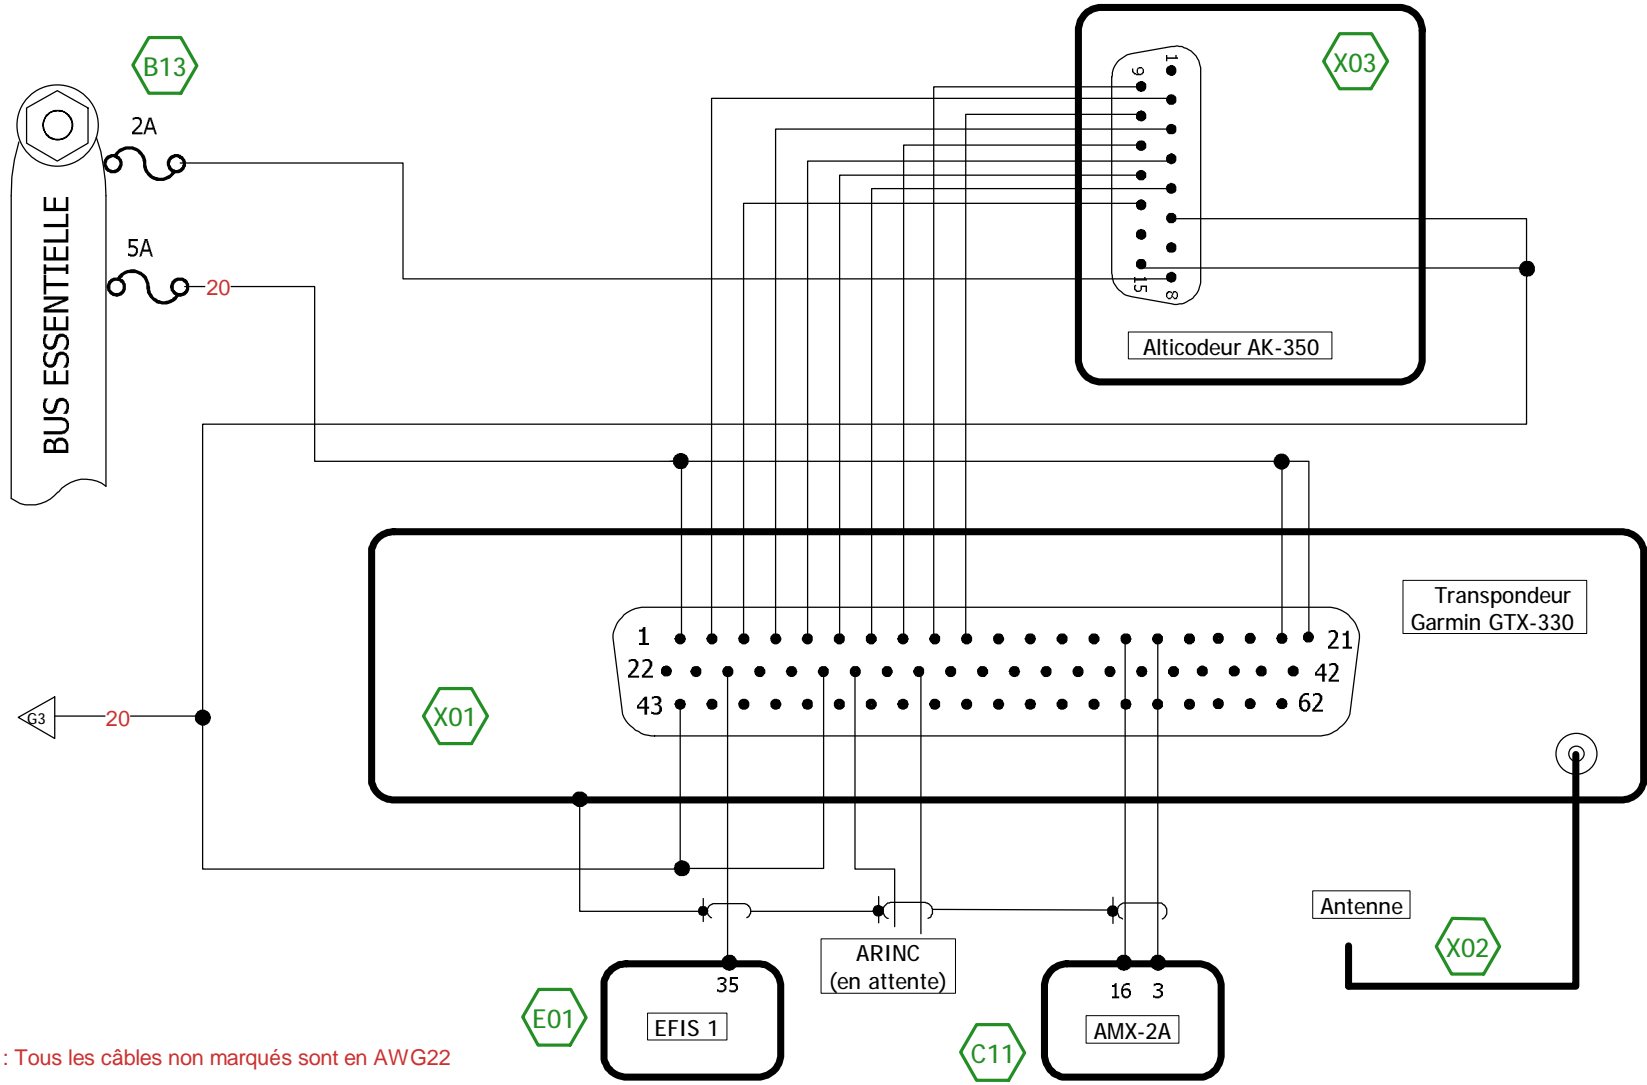 B13
2A
BUS ESSENTIELLE
5A
20
1
9
15
8
X03
Alticodeur AK-350
Transpondeur
Garmin GTX-330
1
21
22
42
43
62
X01
G3
20
Antenne
X02
ARINC
(en attente)
35
EFIS 1
E01
16 3
AMX-2A
C11
: Tous les câbles non marqués sont en AWG22